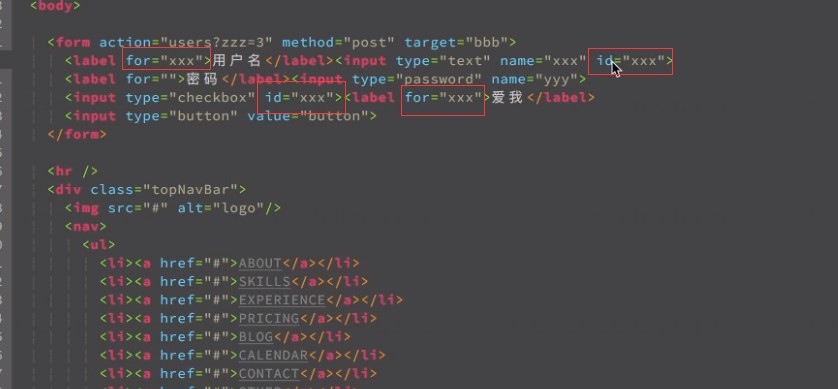 <body>
<form action="users?zzz=3" method="post" target="bbb">
<label for="xxx">用户名</label><input type="text" name="xxx" id="xxx">
<label for="">密码</label><input type="password" name="yyy">
<input type="checkbox" id="xxx"><label for="xxx">爱我</label>
<input type="button" value="button">
</form>
<hr />
<div class="topNavBar">
<img src="#" alt="logo"/>
<nav>
<ul>
<li><a href="#">ABOUT</a></li>
<li><a href="#">SKILLS</a></li>
<li><a href="#">EXPERIENCE</a></li>
<li><a href="#">PRICING</a></li>
<li><a href="#">BLOG</a></li>
<li><a href="#">CALENDAR</a></li>
<li><a href="#">CONTACT</a></li>